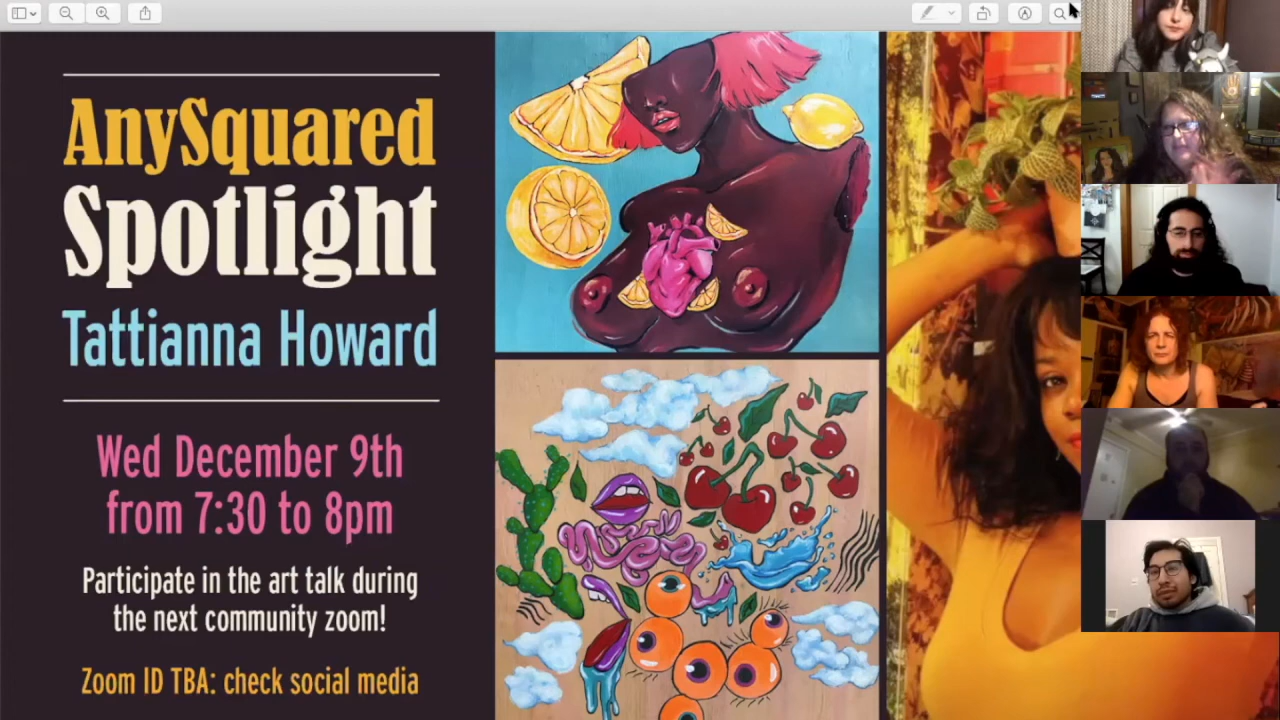 AnySquared
Spotlight
Tattianna Howard
Wed December 9th
from 7:30 to 8pm
Participate in the art talk during
the next community zoom!
Zoom ID TBA: check social media